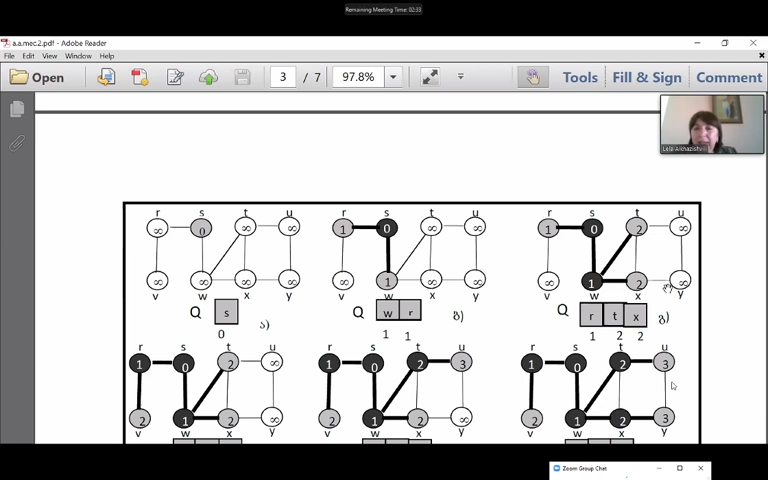 Remaining Meeting Time: 02:33
a.a.mec.2.pdf - Adobe Reader
File Edit View Window Help
Open 3 / 7 97.8% Tools Fill & Sign Comment
r s t u r s t u r s t u
∞ 0 ∞ ∞ 1 0 ∞ ∞ 1 0 2 ∞
∞ ∞ ∞ ∞ ∞ 1 ∞ ∞ ∞ 1 2 ∞
v w x y v w x y v w x y
Q s Q w r Q r t x
0 1 1 1 2 2
r s t u r s t u r s t u
1 0 2 ∞ 1 0 2 3 1 0 2 3
2 1 2 ∞ 2 1 2 ∞ 2 1 2 3
v w x y v w x y v w x y
Zoom Group Chat